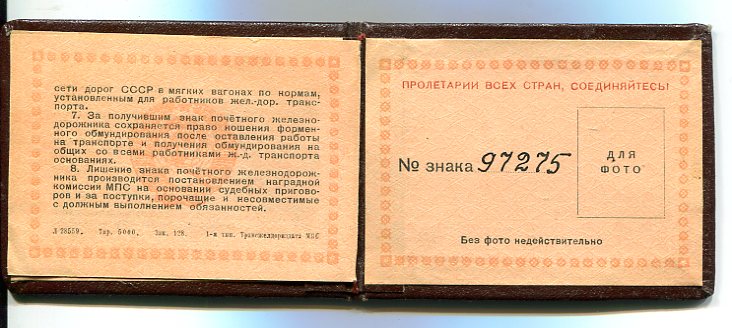 сети дорог СССР в мягких вагонах по нормам,
установленным для работников жел.-дор. транс-
порта.
7. За получившим знак почётного железно-
дорожника сохраняется право ношения формен-
ного обмундирования после оставления работы
на транспорте и получения обмундирования на
общих со всеми работниками ж.-д. транспорта
основаниях.
8. Лишение знака почётного железнодорож-
ника производится постановлением наградной
комиссии МПС на основании судебных пригово-
ров и за поступки, порочащие и несовместимые
с должным выполнением обязанностей.
Л 78559. Тир. 5000. Зак. 128. 1-я тип. Трансжелдориздата МПС
ПРОЛЕТАРИИ ВСЕХ СТРАН, СОЕДИНЯЙТЕСЬ!
№ знака 97275
ДЛЯ
ФОТО
Без фото недействительно